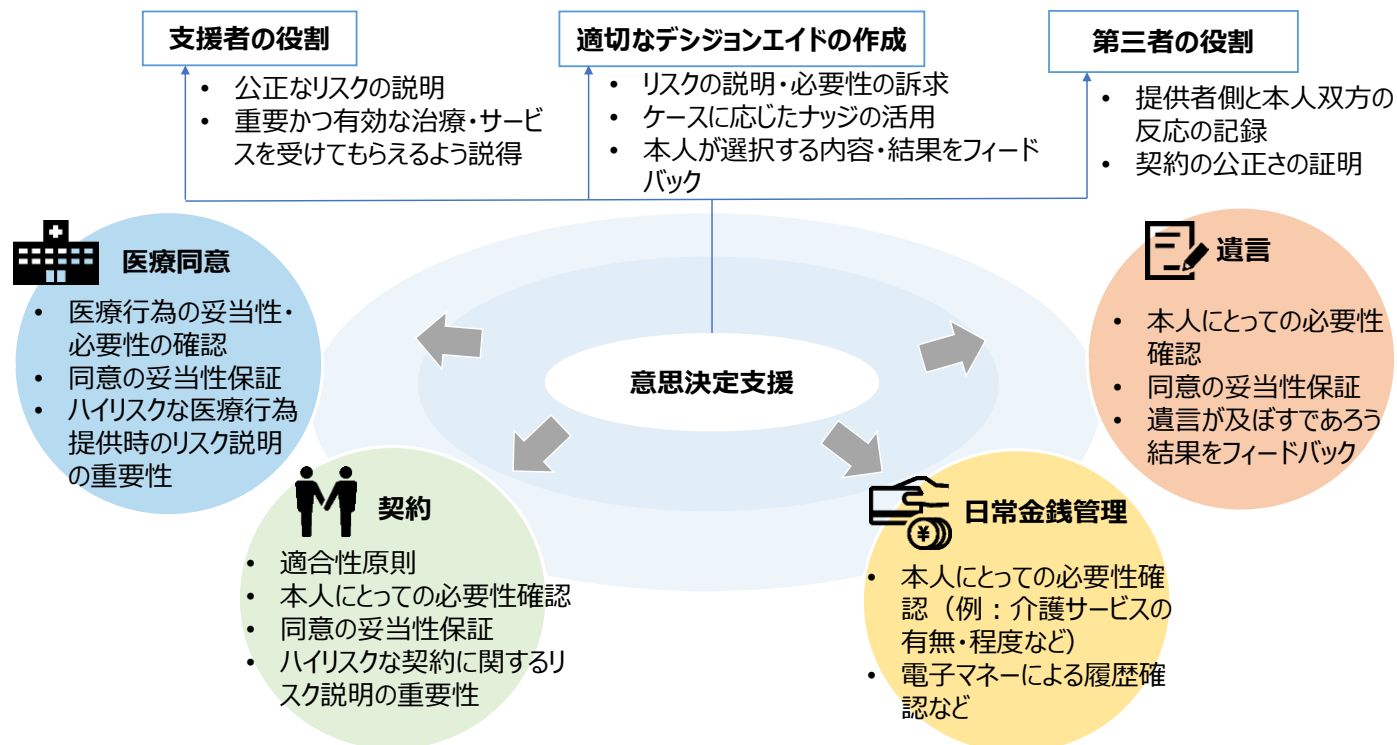 支援者の役割
• 公正なリスクの説明
• 重要かつ有効な治療・サービ
スを受けてもらえるよう説得
適切なデシジョンエイドの作成
• リスクの説明・必要性の訴求
• ケースに応じたナッジの活用
• 本人が選択する内容・結果をフィード
バック
第三者の役割
• 提供者側と本人双方の
反応の記録
• 契約の公正さの証明
医療同意
• 医療行為の妥当性・
必要性の確認
• 同意の妥当性保証
• ハイリスクな医療行為
提供時のリスク説明
の重要性
意思決定支援
遺言
• 本人にとっての必要性
確認
• 同意の妥当性保証
• 遺言が及ぼすであろう
結果をフィードバック
契約
• 適合性原則
• 本人にとっての必要性確認
• 同意の妥当性保証
• ハイリスクな契約に関するリ
スク説明の重要性
¥
日常金銭管理
• 本人にとっての必要性確
認（例：介護サービスの
有無・程度など）
• 電子マネーによる履歴確
認など